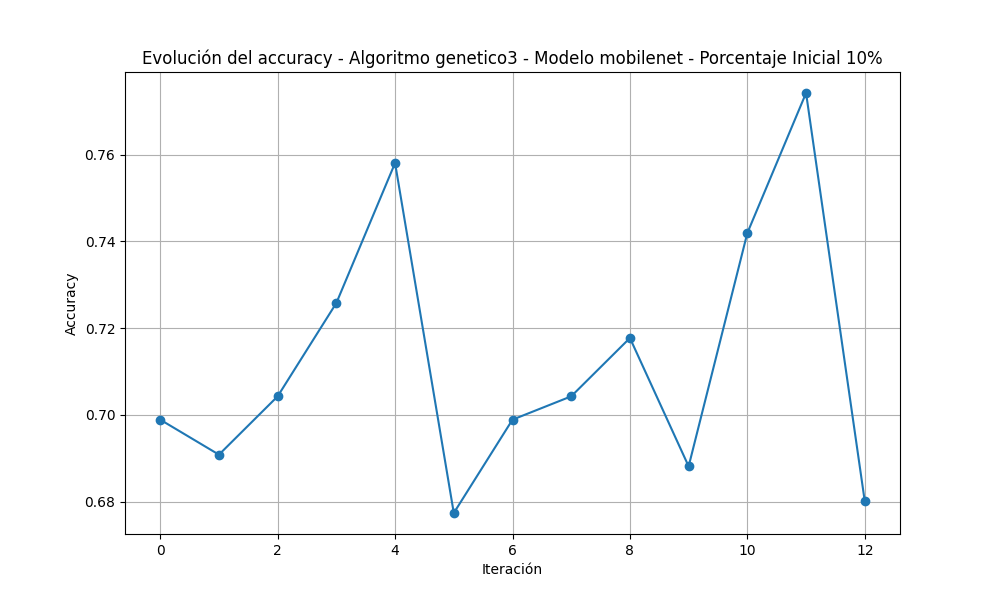 Evolución del accuracy - Algoritmo genetico3 - Modelo mobilenet - Porcentaje Inicial 10%
0.76
0.74
0.72
0.70
0.68
Accuracy
0 2 4 6 8 10 12
Iteración